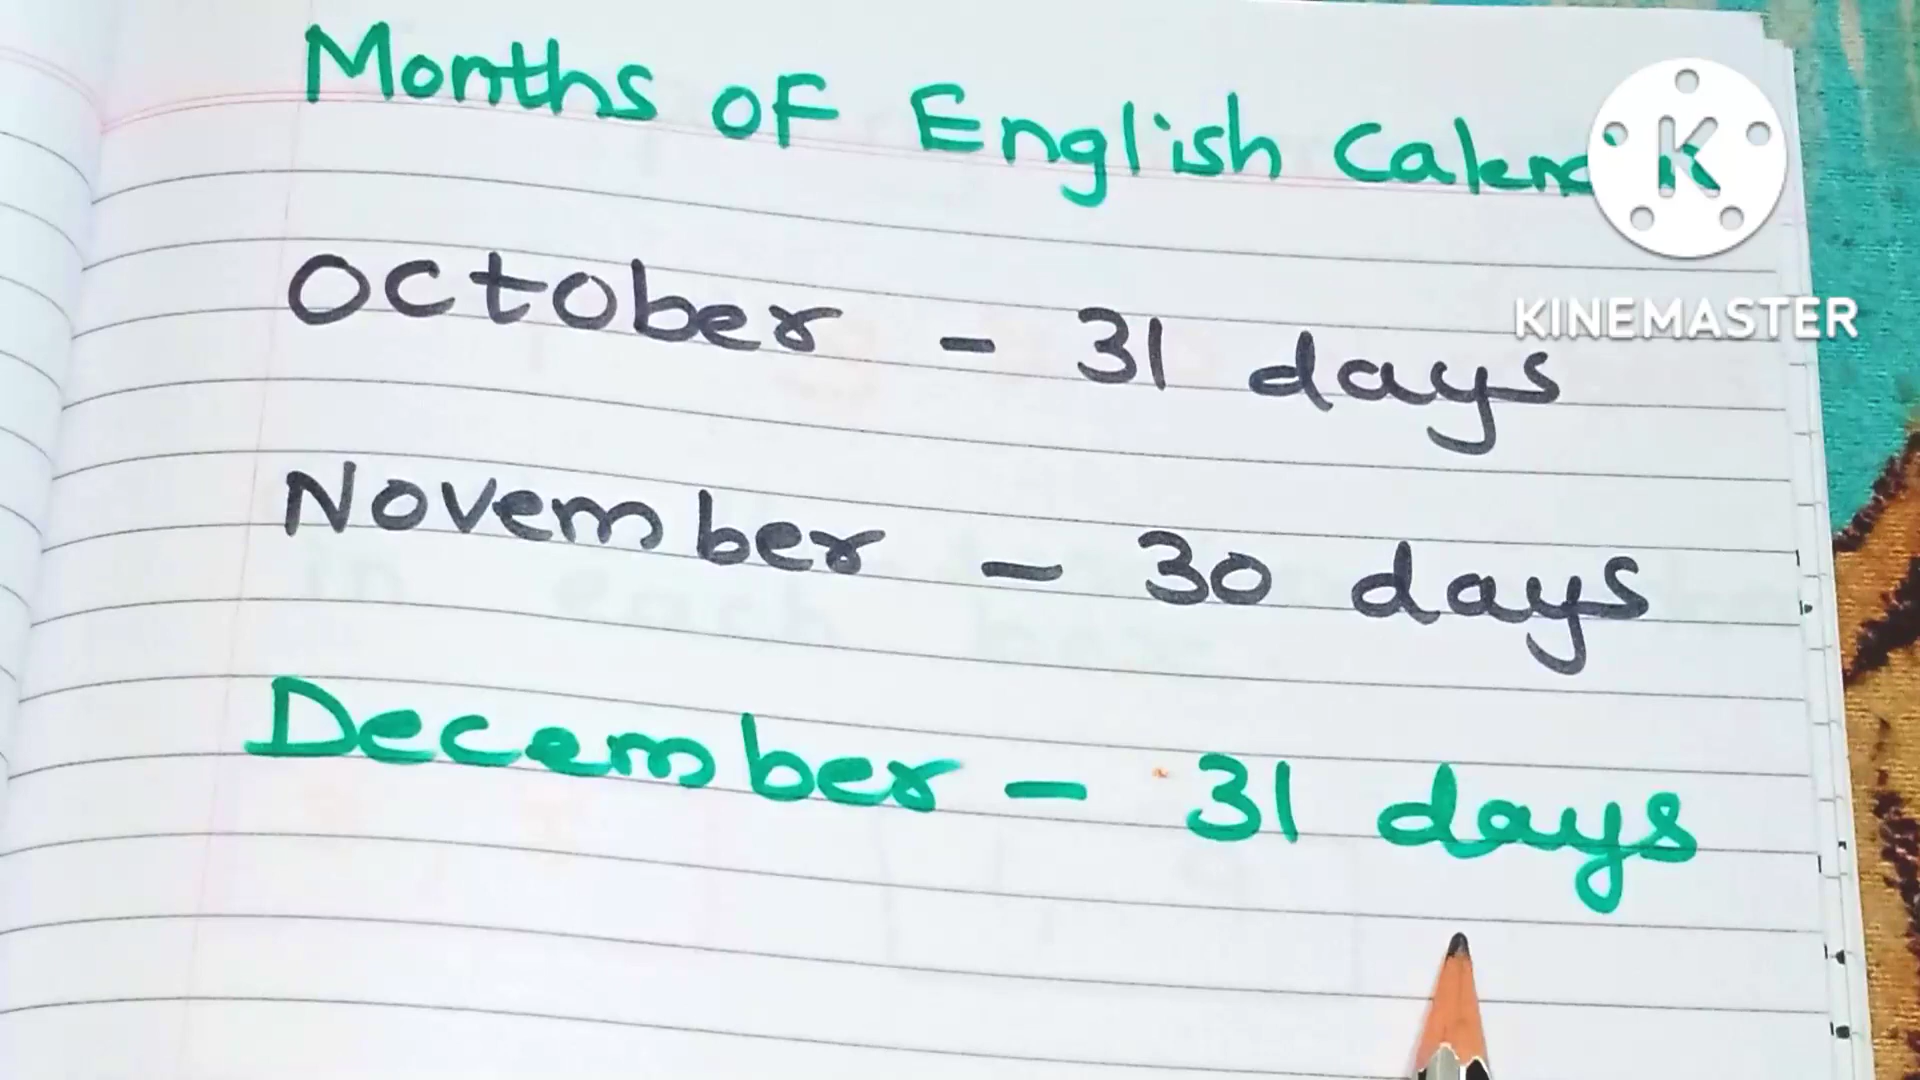 Months of English Calen
K
KINEMASTER
October - 31 days
November - 30 days
December - 31 days